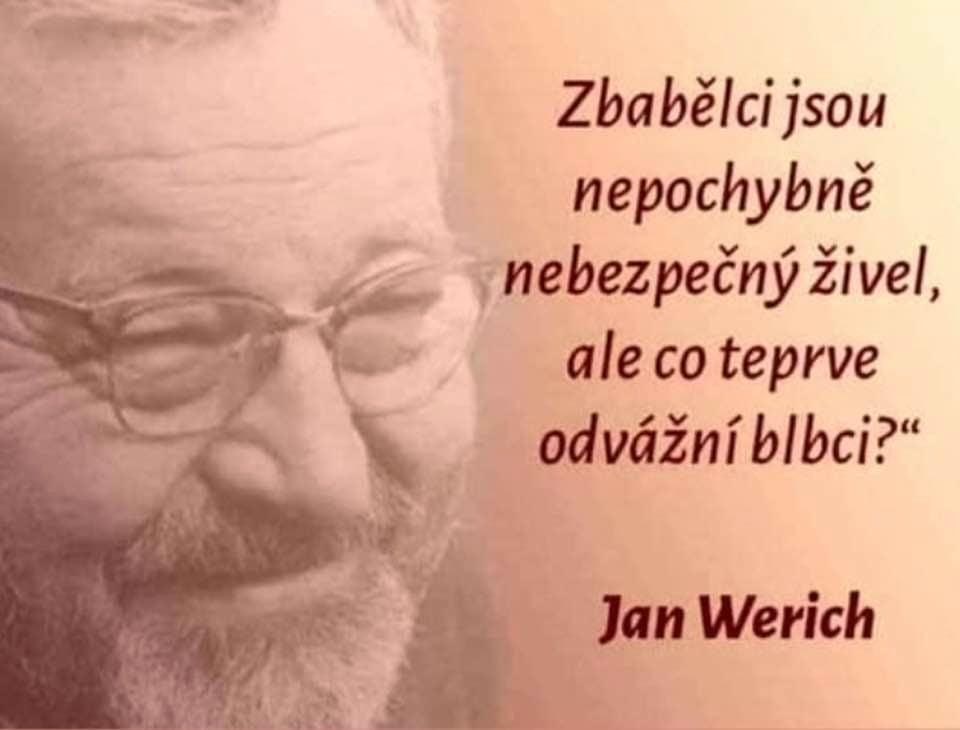 Zbabělci jsou
nepochybně
nebezpečný živel,
ale co teprve
odvážní blbci?“
Jan Werich